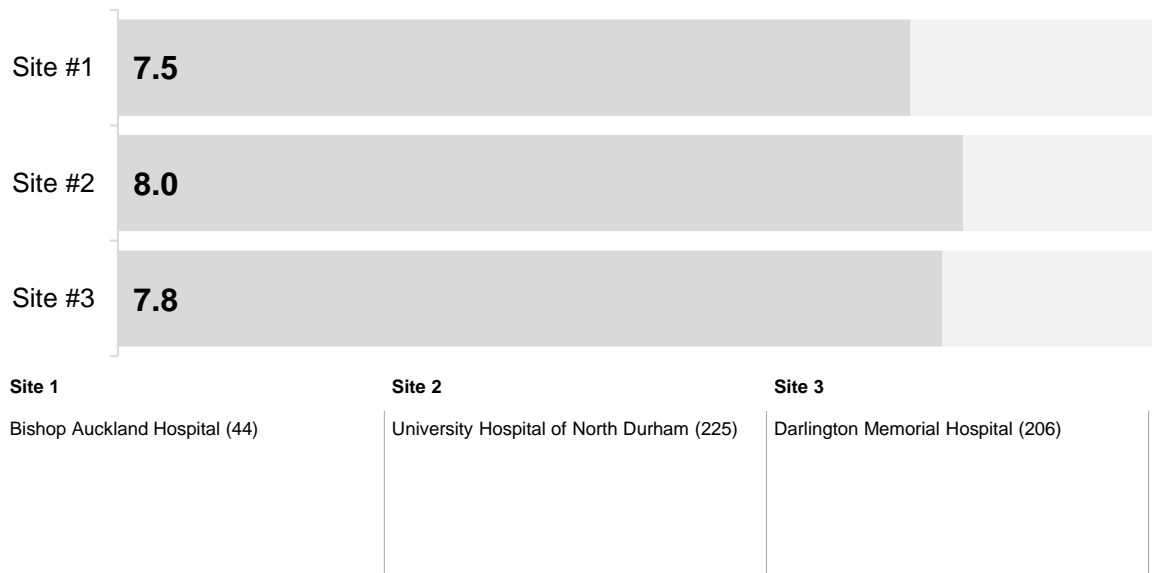 Site #1 7.5
Site #2 8.0
Site #3 7.8
Site 1 Site 2 Site 3
Bishop Auckland Hospital (44) University Hospital of North Durham (225) Darlington Memorial Hospital (206)